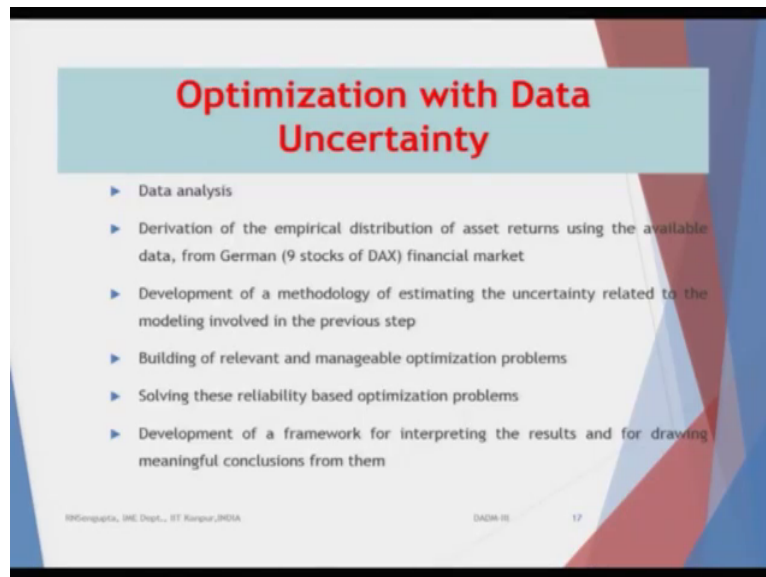 Optimization with Data
Uncertainty
Data analysis
Derivation of the empirical distribution of asset returns using the available
data, from German (9 stocks of DAX) financial market
Development of a methodology of estimating the uncertainty related to the
modeling involved in the previous step
Building of relevant and manageable optimization problems
Solving these reliability based optimization problems
Development of a framework for interpreting the results and for drawing
meaningful conclusions from them
RNSengupta, IME Dept., IIT Kanpur,INDIA DADM-III 17